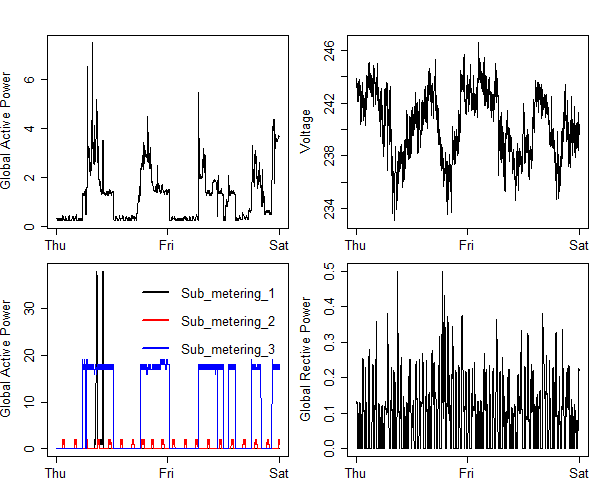 Global Active Power
0 2 4 6
Thu Fri Sat
Voltage
234 238 242 246
Thu Fri Sat
Global Active Power
0 10 20 30
Sub_metering_1
Sub_metering_2
Sub_metering_3
Thu Fri Sat
Global Rective Power
0.0 0.1 0.2 0.3 0.4 0.5
Thu Fri Sat